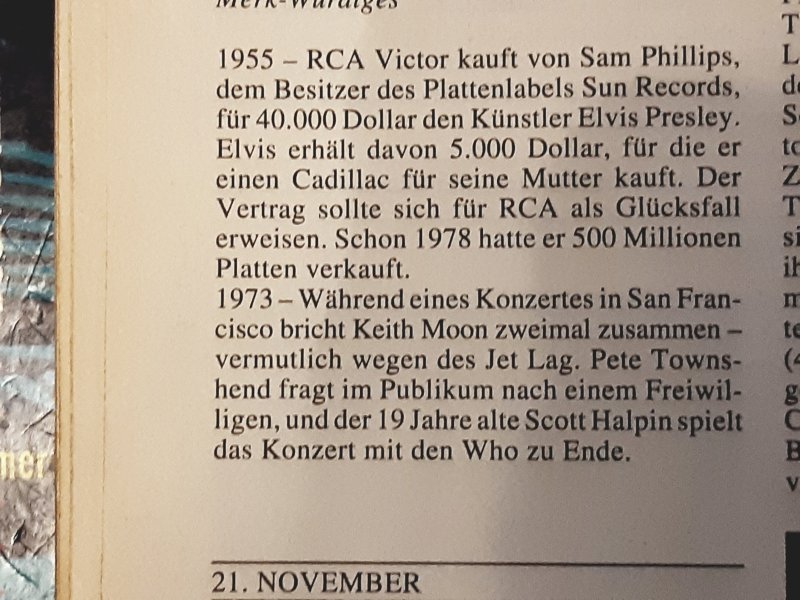 Merk-Würdiges
1955 – RCA Victor kauft von Sam Phillips,
dem Besitzer des Plattenlabels Sun Records,
für 40.000 Dollar den Künstler Elvis Presley.
Elvis erhält davon 5.000 Dollar, für die er
einen Cadillac für seine Mutter kauft. Der
Vertrag sollte sich für RCA als Glücksfall
erweisen. Schon 1978 hatte er 500 Millionen
Platten verkauft.
1973 – Während eines Konzertes in San Fran-
cisco bricht Keith Moon zweimal zusammen –
vermutlich wegen des Jet Lag. Pete Towns-
hend fragt im Publikum nach einem Freiwil-
ligen, und der 19 Jahre alte Scott Halpin spielt
das Konzert mit den Who zu Ende.
21. NOVEMBER